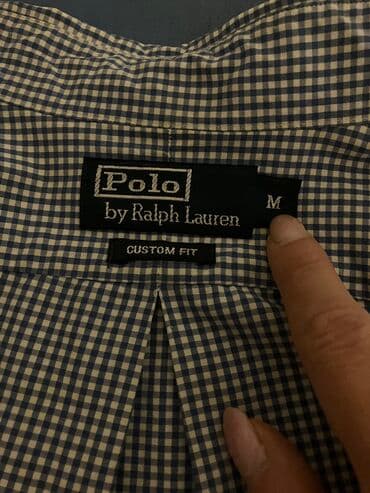 Polo
by Ralph Lauren
M
CUSTOM FIT